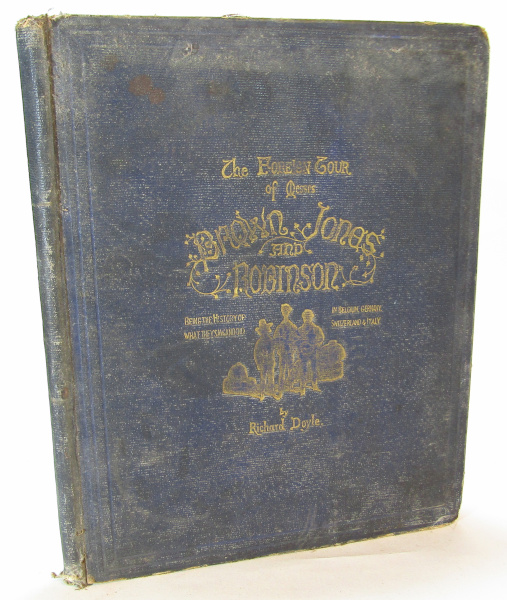 The FOREIGN TOUR
of Messrs
BROWN JONES
AND
ROBINSON.
BEING THE HISTORY OF
WHAT THEY SAW AND DID
IN BELGIUM, GERMANY,
SWITZERLAND & ITALY.
by
Richard Doyle.